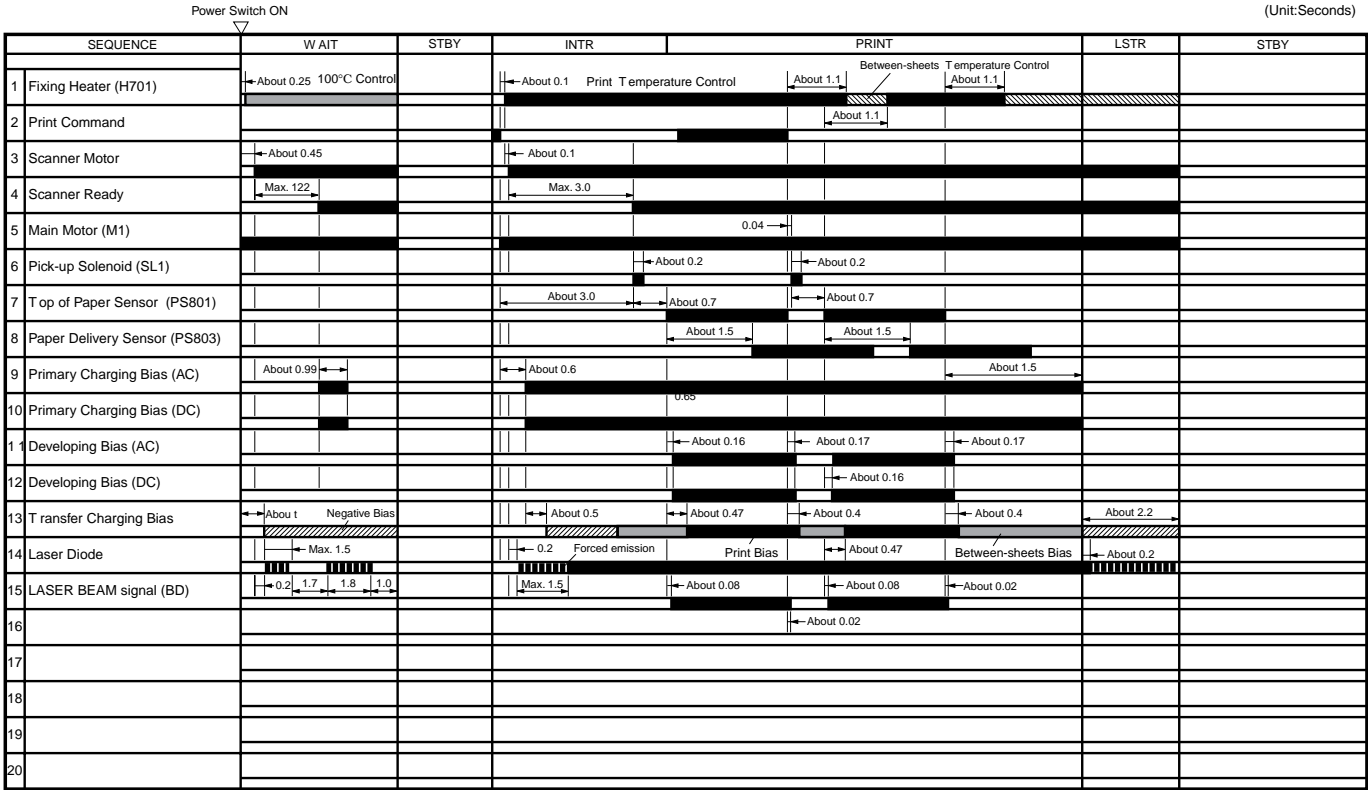 Power Switch ON
(Unit:Seconds)
SEQUENCE W AIT STBY INTR PRINT LSTR STBY
Between-sheets T emperature Control
1 Fixing Heater (H701) About 0.25 100°C Control About 0.1 Print T emperature Control About 1.1 About 1.1
2 Print Command About 1.1
3 Scanner Motor About 0.45 About 0.1
4 Scanner Ready Max. 122 Max. 3.0
5 Main Motor (M1) 0.04
6 Pick-up Solenoid (SL1) About 0.2 About 0.2
7 T op of Paper Sensor (PS801) About 3.0 About 0.7 About 0.7
8 Paper Delivery Sensor (PS803) About 1.5 About 1.5
9 Primary Charging Bias (AC) About 0.99 About 0.6 About 1.5
0.65
10 Primary Charging Bias (DC)
1 1 Developing Bias (AC) About 0.16 About 0.17 About 0.17
12 Developing Bias (DC) About 0.16
13 T ransfer Charging Bias Abou t Negative Bias About 0.5 About 0.47 About 0.4 About 0.4 About 2.2
14 Laser Diode Max. 1.5 0.2 Forced emission Print Bias About 0.47 Between-sheets Bias About 0.2
15 LASER BEAM signal (BD) 0.2 1.7 1.8 1.0 Max. 1.5 About 0.08 About 0.08 About 0.02
16 About 0.02
17
18
19
20